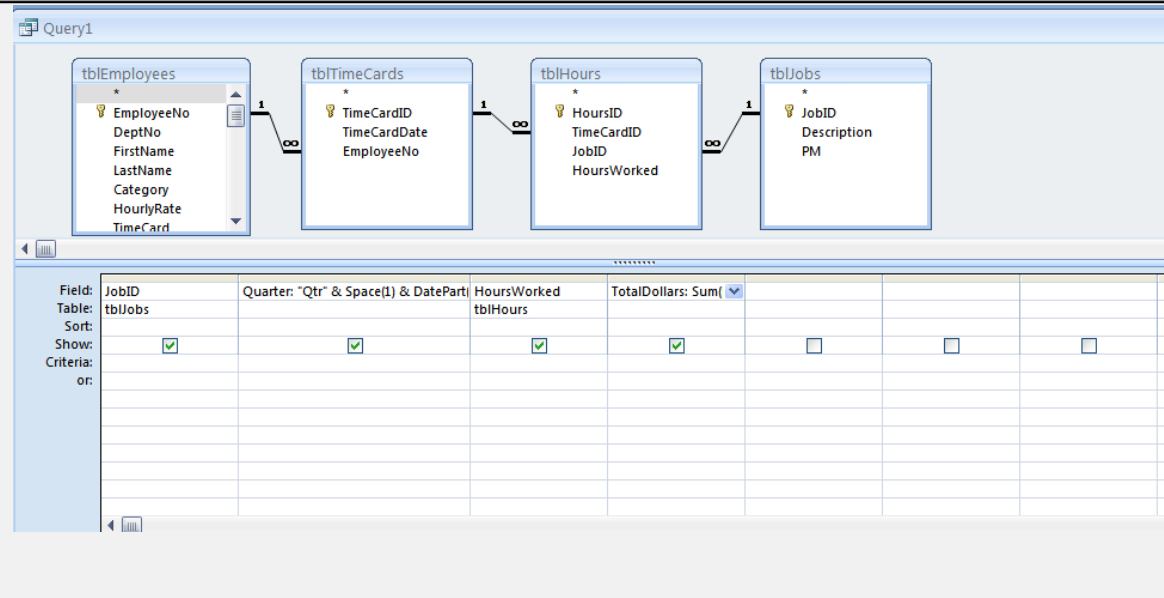 Query1
tblEmployees
*
EmployeeNo
DeptNo
FirstName
LastName
Category
HourlyRate
TimeCard
1
∞
tblTimeCards
*
TimeCardID
TimeCardDate
EmployeeNo
1
∞
tblHours
*
HoursID
TimeCardID
JobID
HoursWorked
∞
1
tblJobs
*
JobID
Description
PM
Field: JobID Quarter: "Qtr" & Space(1) & DatePart( HoursWorked TotalDollars: Sum(
Table: tblJobs tblHours
Sort:
Show:
Criteria:
or: